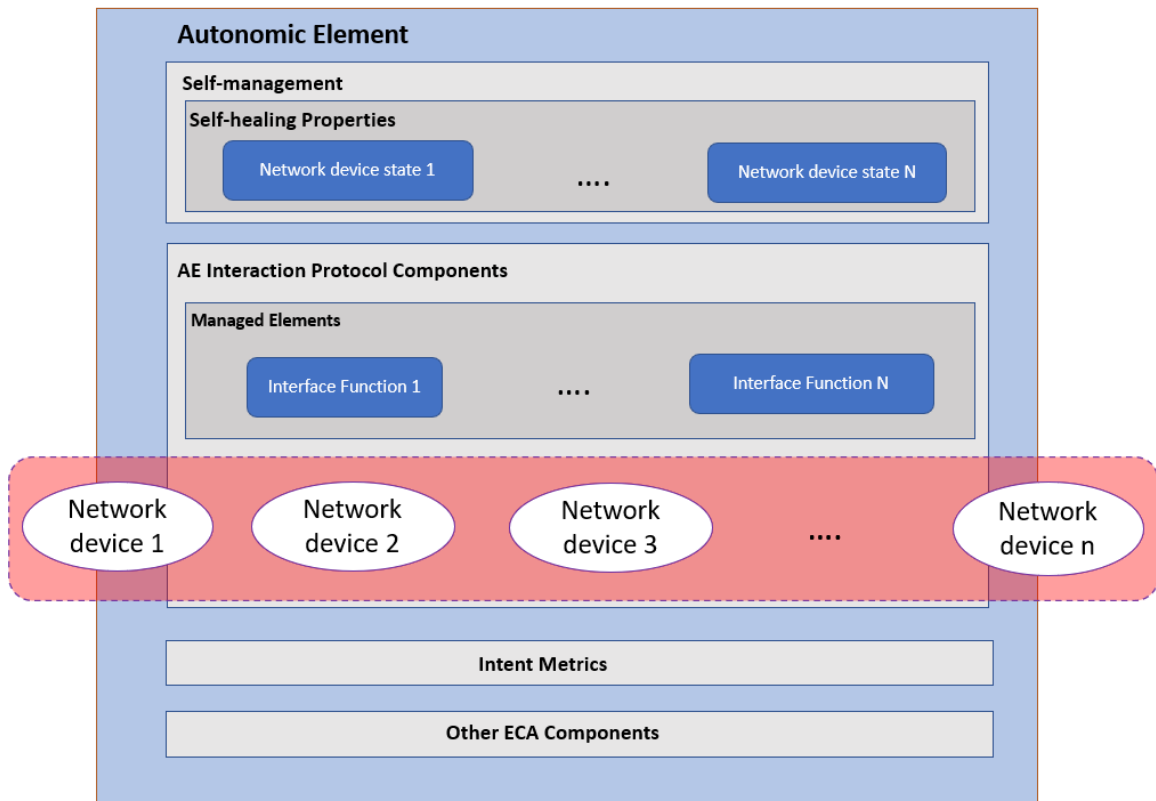 Autonomic Element
Self-management
Self-healing Properties
Network device state 1
....
Network device state N
AE Interaction Protocol Components
Managed Elements
Interface Function 1
....
Interface Function N
Network
device 1
Network
device 2
Network
device 3
....
Network
device n
Intent Metrics
Other ECA Components